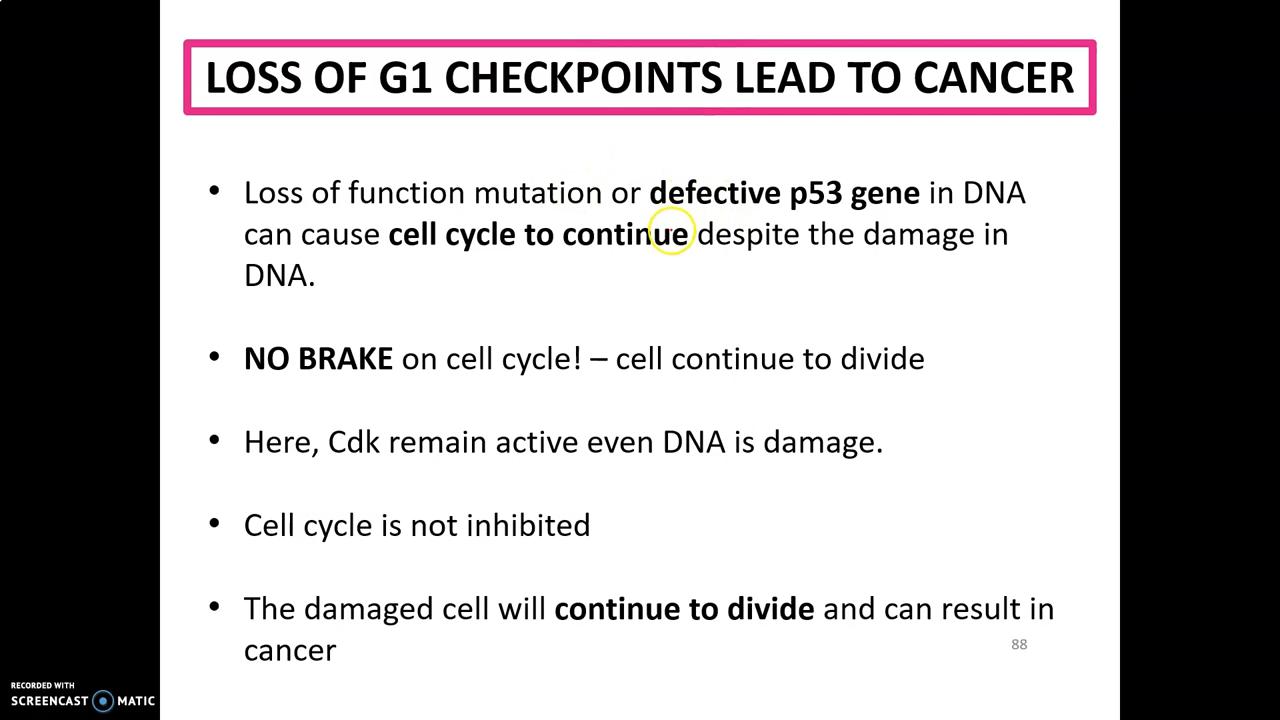 LOSS OF G1 CHECKPOINTS LEAD TO CANCER
• Loss of function mutation or defective p53 gene in DNA
can cause cell cycle to continue despite the damage in
DNA.
• NO BRAKE on cell cycle! – cell continue to divide
• Here, Cdk remain active even DNA is damage.
• Cell cycle is not inhibited
• The damaged cell will continue to divide and can result in
cancer
88
RECORDED WITH
SCREENCAST MATIC